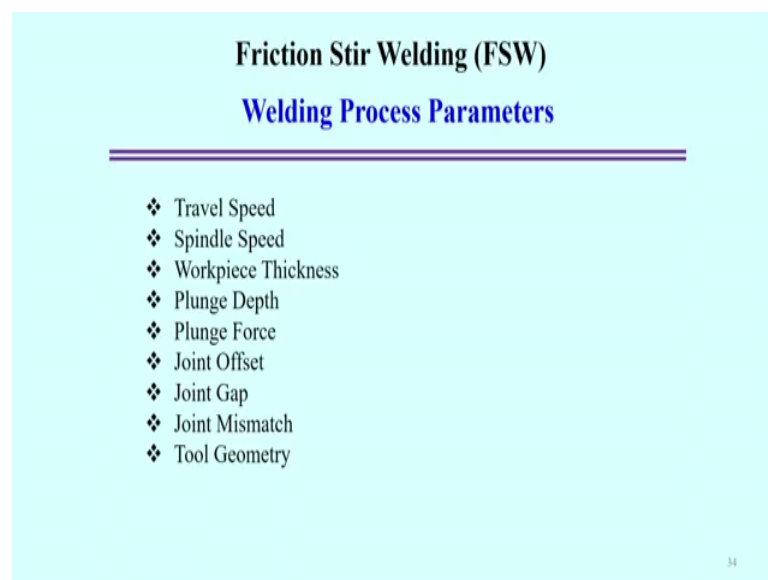 Friction Stir Welding (FSW)
Welding Process Parameters
❖ Travel Speed
❖ Spindle Speed
❖ Workpiece Thickness
❖ Plunge Depth
❖ Plunge Force
❖ Joint Offset
❖ Joint Gap
❖ Joint Mismatch
❖ Tool Geometry
34